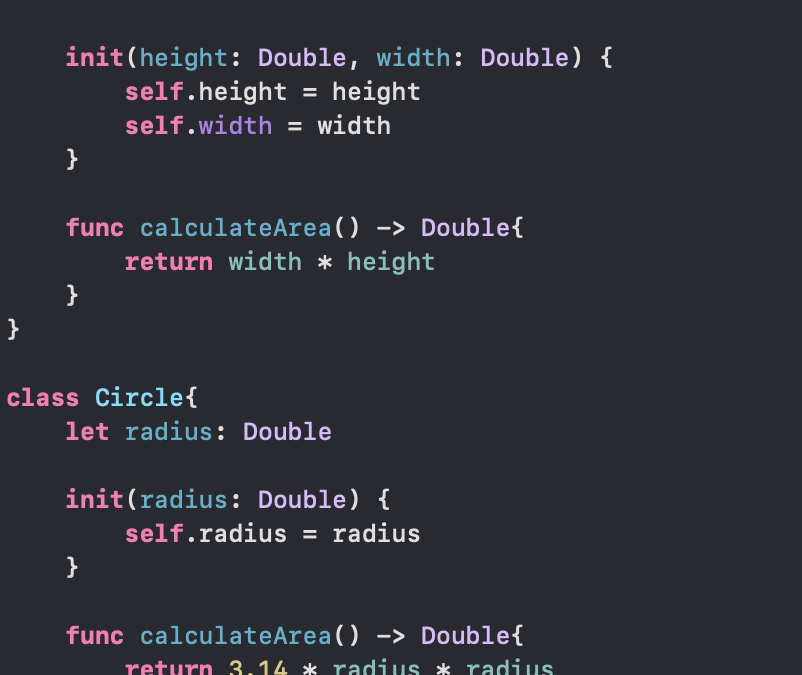 init(height: Double, width: Double) {
self.height = height
self.width = width
}
func calculateArea() -> Double{
return width * height
}
}
class Circle{
let radius: Double
init(radius: Double) {
self.radius = radius
}
func calculateArea() -> Double{
return 3.14 * radius * radius